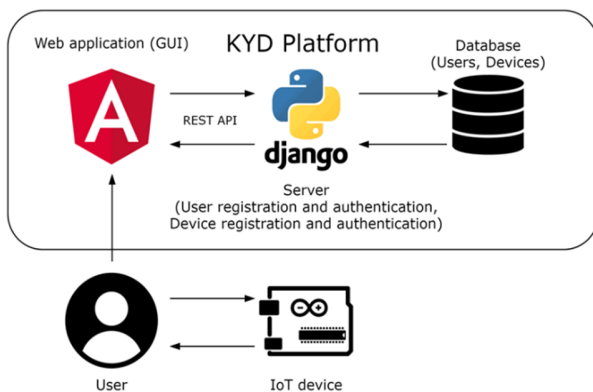 KYD Platform
Web application (GUI)
Database
(Users, Devices)
A
REST API
django
Server
(User registration and authentication,
Device registration and authentication)
User
IoT device